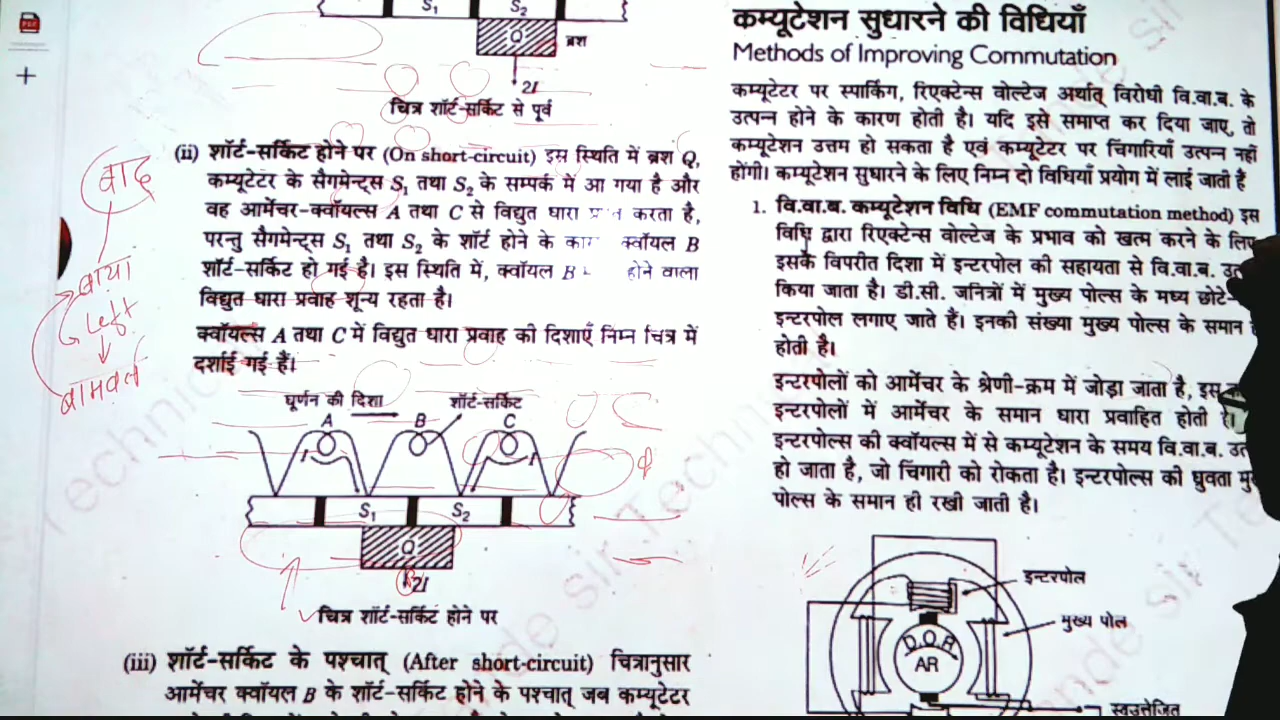 S₁ S₂
Q ब्रश
2I
चित्र शॉर्ट-सर्किट से पूर्व
(ii) शॉर्ट-सर्किट होने पर (On short-circuit) इस स्थिति में ब्रश Q,
कम्यूटेटर के सैगमेन्ट्स S₁ तथा S₂ के सम्पर्क में आ गया है और
वह आर्मेचर-क्वॉयल्स A तथा C से विद्युत धारा करता है,
परन्तु सैगमेन्ट्स S₁ तथा S₂ के शॉर्ट होने के क्वॉयल B
शॉर्ट-सर्किट हो गई है। इस स्थिति में, क्वॉयल B होने वाला
विद्युत धारा प्रवाह शून्य रहता है।
क्वॉयल्स A तथा C में विद्युत धारा प्रवाह की दिशाएँ निम्न चित्र में
दर्शाई गई हैं।
बाद
बाया
Left
बामवर्त
घूर्णन की दिशा शॉर्ट-सर्किट
A B C
I I
S₁ S₂
Q
2I
चित्र शॉर्ट-सर्किट होने पर
(iii) शॉर्ट-सर्किट के पश्चात् (After short-circuit) चित्रानुसार
आर्मेचर क्वॉयल B के शॉर्ट-सर्किट होने के पश्चात् जब कम्यूटेटर
कम्यूटेशन सुधारने की विधियाँ
Methods of Improving Commutation
कम्यूटेटर पर स्पार्किंग, रिएक्टेन्स वोल्टेज अर्थात् विरोधी वि.वा.ब. के
उत्पन्न होने के कारण होती है। यदि इसे समाप्त कर दिया जाए, तो
कम्यूटेशन उत्तम हो सकता है एवं कम्यूटेटर पर चिंगारियाँ उत्पन्न नहीं
होंगी। कम्यूटेशन सुधारने के लिए निम्न दो विधियाँ प्रयोग में लाई जाती हैं
1. वि.वा.ब. कम्यूटेशन विधि (EMF commutation method) इस
विधि द्वारा रिएक्टेन्स वोल्टेज के प्रभाव को खत्म करने के लिए
इसके विपरीत दिशा में इन्टरपोल की सहायता से वि.वा.ब.
किया जाता है। डी.सी. जनित्रों में मुख्य पोल्स के मध्य छोटे-
इन्टरपोल लगाए जाते हैं। इनकी संख्या मुख्य पोल्स के समान
होती है।
इन्टरपोलों को आर्मेचर के श्रेणी-क्रम में जोड़ा जाता है, इस
इन्टरपोलों में आर्मेचर के समान धारा प्रवाहित होती है।
इन्टरपोल्स की क्वॉयल्स में से कम्यूटेशन के समय वि.वा.ब.
हो जाता है, जो चिंगारी को रोकता है। इन्टरपोल्स की ध्रुवता
पोल्स के समान ही रखी जाती है।
इन्टरपोल
मुख्य पोल
D.O.R
AR
स्वउत्तेजित